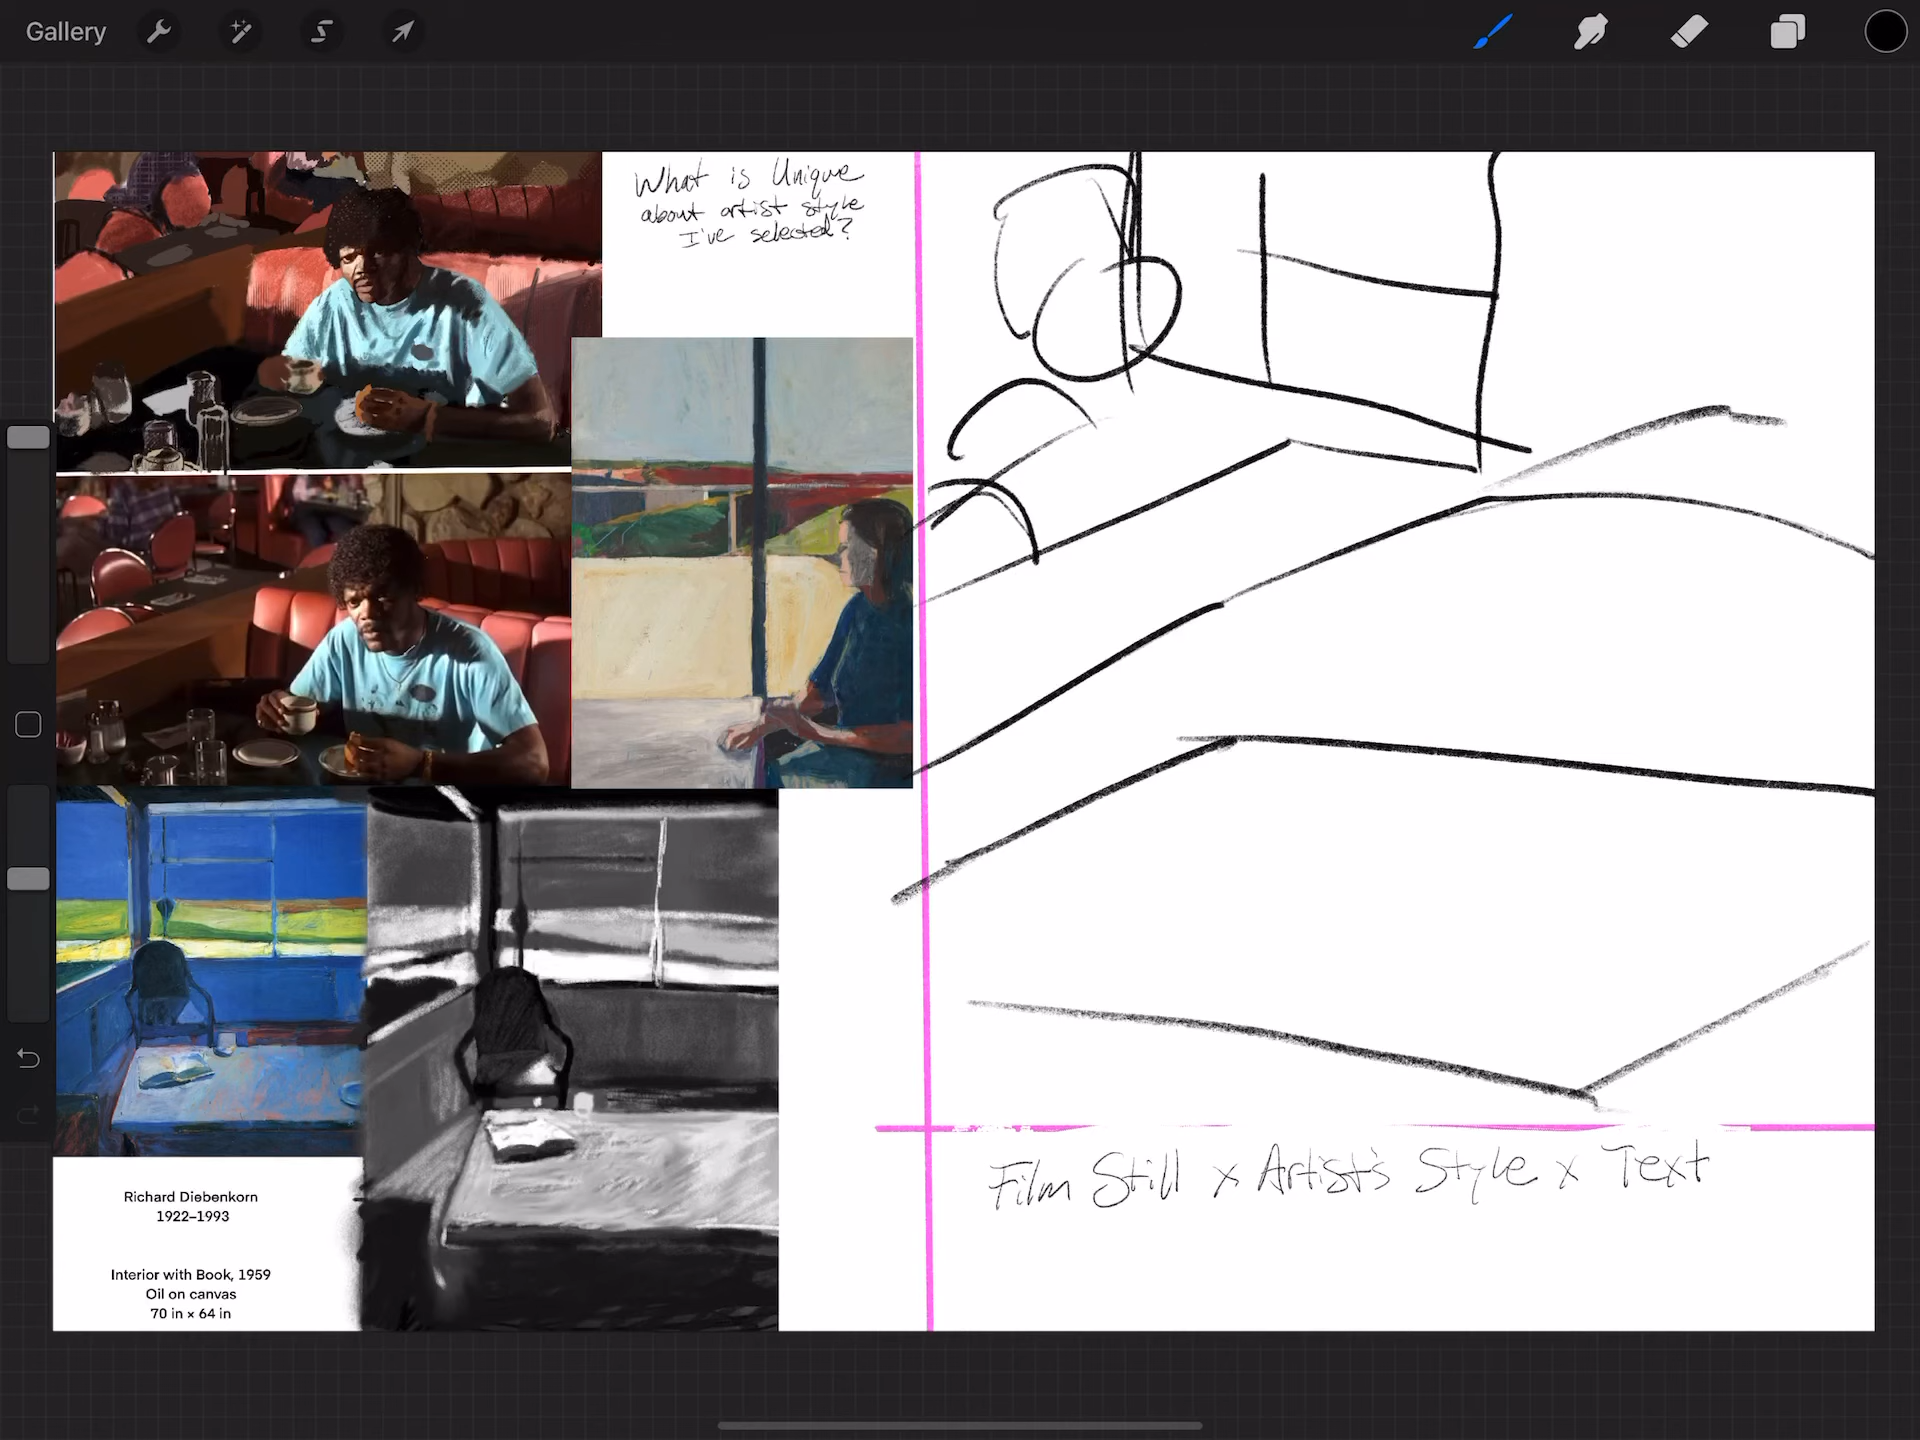 Gallery
What is Unique
about artist style
I've selected?
Richard Diebenkorn
1922–1993
Interior with Book, 1959
Oil on canvas
70 in × 64 in
Film Still x Artist's Style x Text